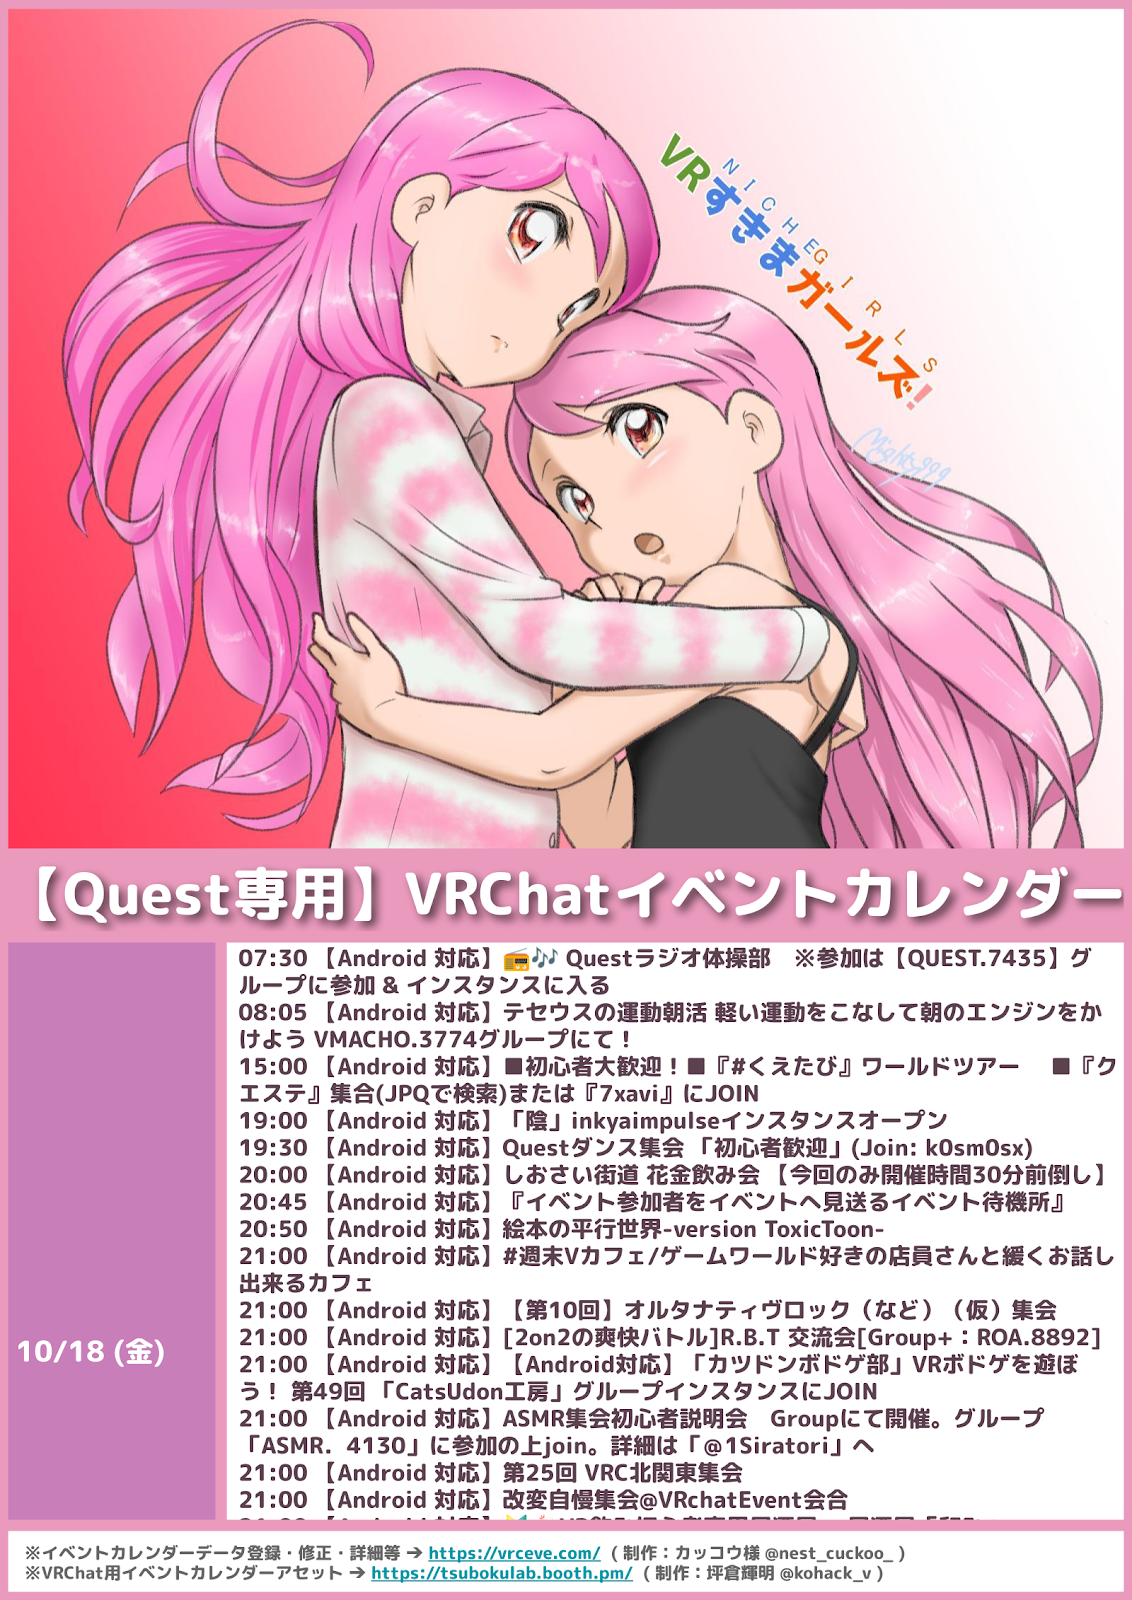 NICHE GIRLS
VRすきまガールズ!
Mighty999
【Quest専用】VRChatイベントカレンダー
10/18 (金)
07:30 【Android 対応】📻🎶 Questラジオ体操部　※参加は【QUEST.7435】グ
ループに参加 & インスタンスに入る
08:05 【Android 対応】テセウスの運動朝活 軽い運動をこなして朝のエンジンをか
けよう VMACHO.3774グループにて！
15:00 【Android 対応】■初心者大歓迎！■『#くえたび』ワールドツアー　 ■『ク
エステ』集合(JPQで検索)または『7xavi』にJOIN
19:00 【Android 対応】「陰」inkyaimpulseインスタンスオープン
19:30 【Android 対応】Questダンス集会 「初心者歓迎」(Join: k0sm0sx)
20:00 【Android 対応】しおさい街道 花金飲み会 【今回のみ開催時間30分前倒し】
20:45 【Android 対応】『イベント参加者をイベントへ見送るイベント待機所』
20:50 【Android 対応】絵本の平行世界-version ToxicToon-
21:00 【Android 対応】#週末Vカフェ/ゲームワールド好きの店員さんと緩くお話し
出来るカフェ
21:00 【Android 対応】【第10回】オルタナティヴロック（など）（仮）集会
21:00 【Android 対応】[2on2の爽快バトル]R.B.T 交流会[Group+：ROA.8892]
21:00 【Android 対応】【Android対応】「カツドンボドゲ部」VRボドゲを遊ぼ
う！ 第49回 「CatsUdon工房」グループインスタンスにJOIN
21:00 【Android 対応】ASMR集会初心者説明会　Groupにて開催。グループ
「ASMR．4130」に参加の上join。詳細は「@1Siratori」へ
21:00 【Android 対応】第25回 VRC北関東集会
21:00 【Android 対応】改変自慢集会@VRchatEvent会合
※イベントカレンダーデータ登録・修正・詳細等 ➔ https://vrceve.com/ ( 制作：カッコウ様 @nest_cuckoo_ )
※VRChat用イベントカレンダーアセット ➔ https://tsubokulab.booth.pm/ ( 制作：坪倉輝明 @kohack_v )